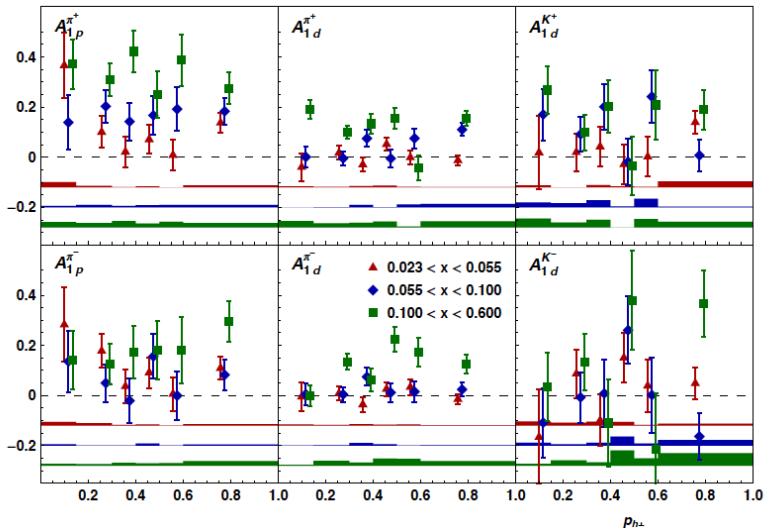 A_{1p}^{π+} A_{1d}^{π+} A_{1d}^{K+}
0.4
0.2
0
−0.2
A_{1p}^{π-} A_{1d}^{π-} A_{1d}^{K-}
0.023 < x < 0.055
0.055 < x < 0.100
0.100 < x < 0.600
0.4
0.2
0
−0.2
0.2 0.4 0.6 0.8 1.0 0.2 0.4 0.6 0.8 1.0 0.2 0.4 0.6 0.8 1.0
p_{h⊥}